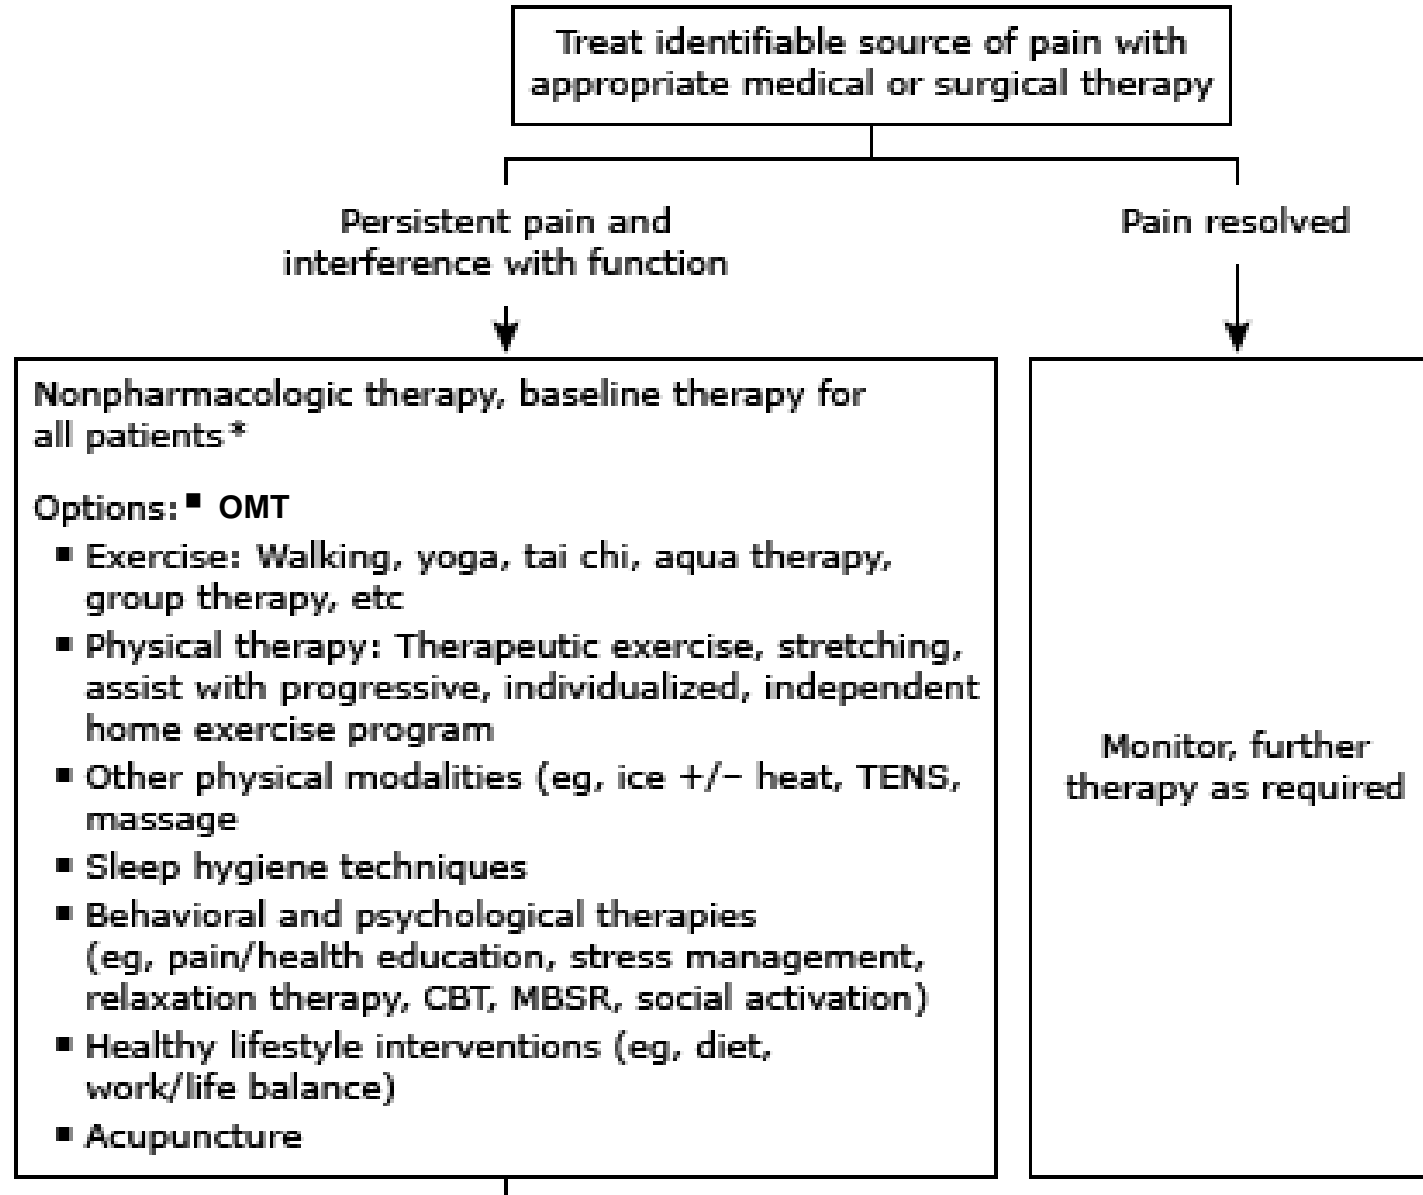 Treat identifiable source of pain with
appropriate medical or surgical therapy
Persistent pain and
interference with function
Pain resolved
Nonpharmacologic therapy, baseline therapy for
all patients*
Options: ▪ OMT
▪ Exercise: Walking, yoga, tai chi, aqua therapy,
group therapy, etc
▪ Physical therapy: Therapeutic exercise, stretching,
assist with progressive, individualized, independent
home exercise program
▪ Other physical modalities (eg, ice +/− heat, TENS,
massage
▪ Sleep hygiene techniques
▪ Behavioral and psychological therapies
(eg, pain/health education, stress management,
relaxation therapy, CBT, MBSR, social activation)
▪ Healthy lifestyle interventions (eg, diet,
work/life balance)
▪ Acupuncture
Monitor, further
therapy as required